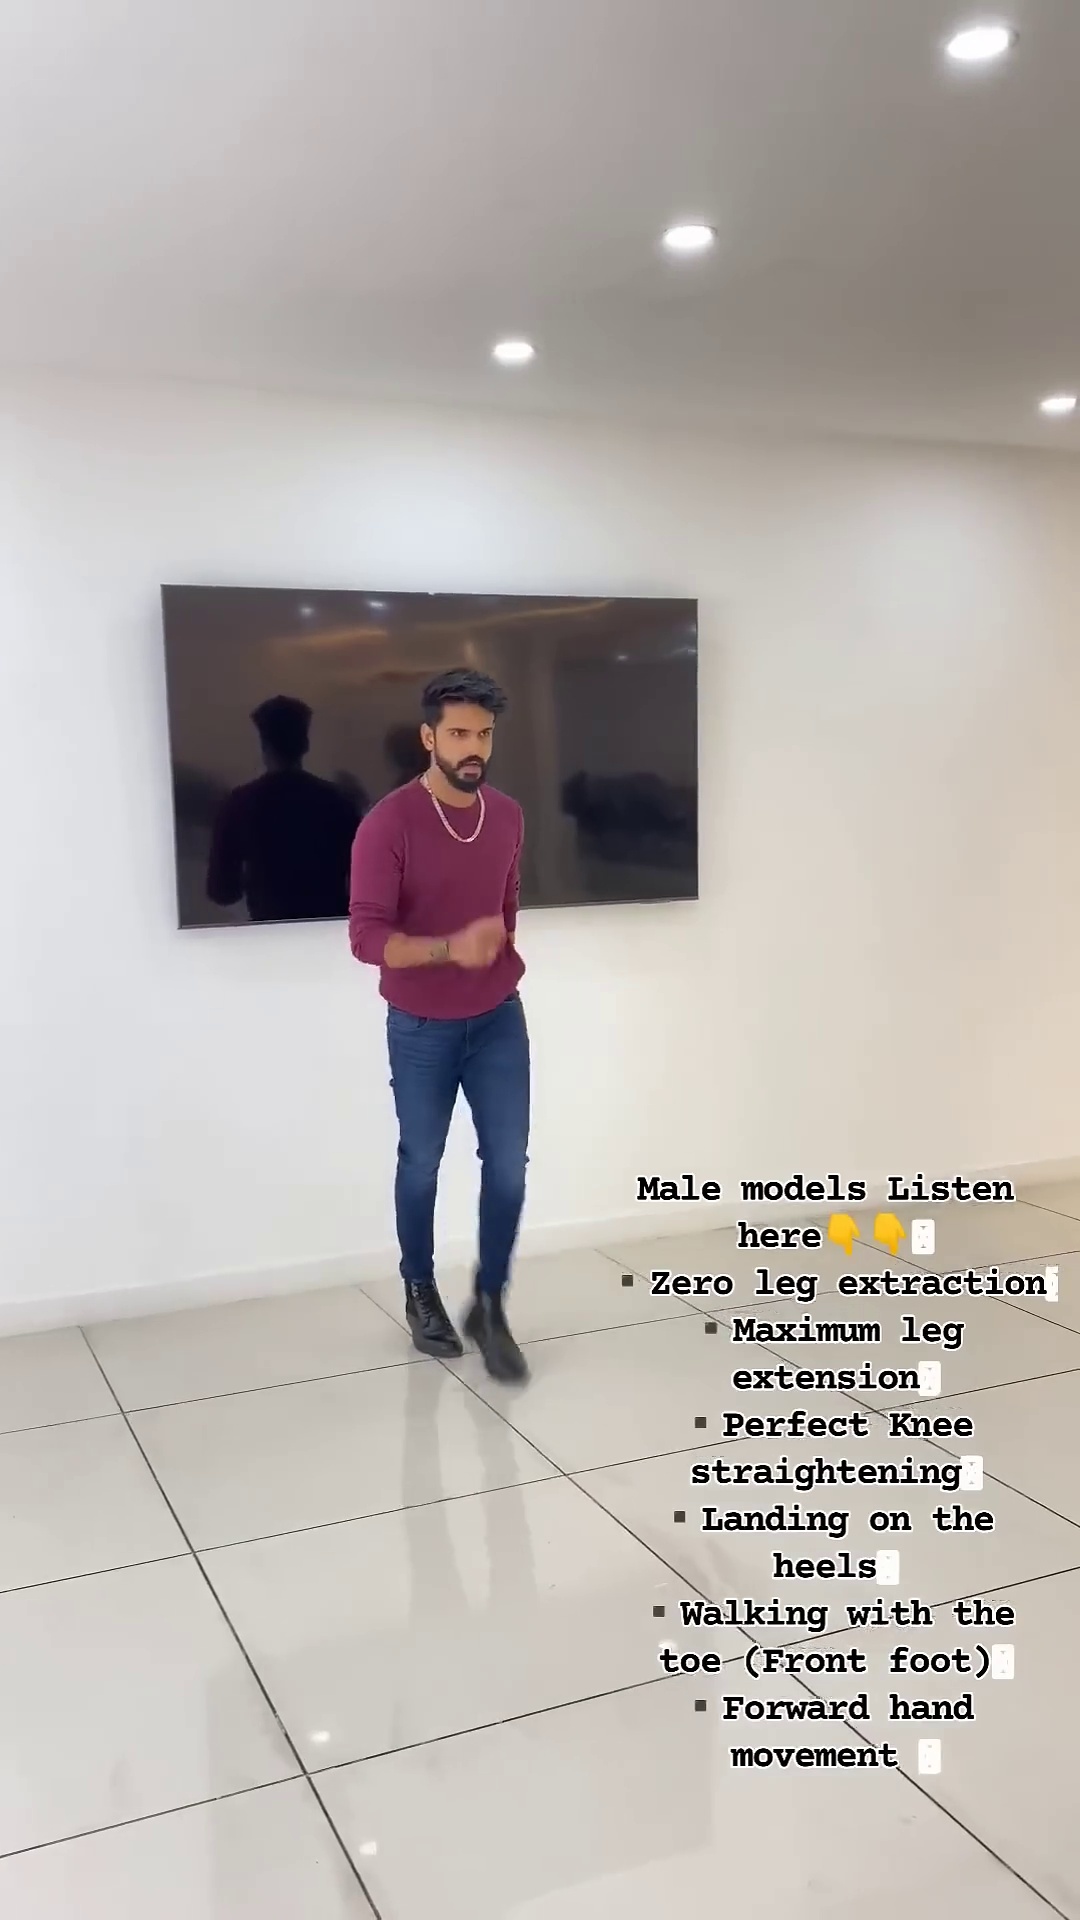 Male models Listen
here👇👇
▪ Zero leg extraction
▪ Maximum leg
extension
▪ Perfect Knee
straightening
▪ Landing on the
heels
▪ Walking with the
toe (Front foot)
▪ Forward hand
movement